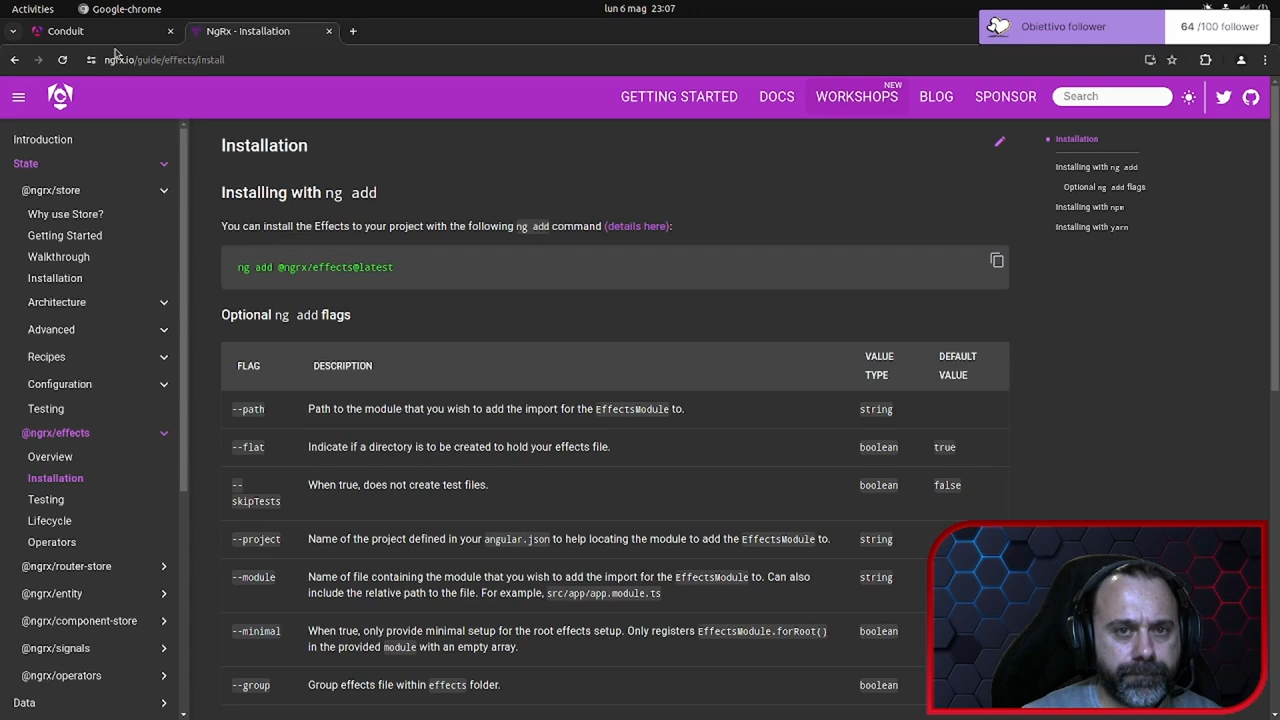 Activities
Google-chrome
lun 6 mag 23:07
Conduit
NgRx - Installation
Obiettivo follower
64 /100 follower
ngrx.io/guide/effects/install
GETTING STARTED
DOCS
WORKSHOPS
NEW
BLOG
SPONSOR
Search
Introduction
State
@ngrx/store
Why use Store?
Getting Started
Walkthrough
Installation
Architecture
Advanced
Recipes
Configuration
Testing
@ngrx/effects
Overview
Installation
Testing
Lifecycle
Operators
@ngrx/router-store
@ngrx/entity
@ngrx/component-store
@ngrx/signals
@ngrx/operators
Data
Installation
Installing with ng add
You can install the Effects to your project with the following ng add command (details here):
ng add @ngrx/effects@latest
Optional ng add flags
FLAG DESCRIPTION VALUE TYPE DEFAULT VALUE
--path Path to the module that you wish to add the import for the EffectsModule to. string
--flat Indicate if a directory is to be created to hold your effects file. boolean true
--skipTests When true, does not create test files. boolean false
--project Name of the project defined in your angular.json to help locating the module to add the EffectsModule to. string
--module Name of file containing the module that you wish to add the import for the EffectsModule to. Can also string
include the relative path to the file. For example, src/app/app.module.ts
--minimal When true, only provide minimal setup for the root effects setup. Only registers EffectsModule.forRoot() boolean
in the provided module with an empty array.
--group Group effects file within effects folder. boolean
Installation
Installing with ng add
Optional ng add flags
Installing with npm
Installing with yarn